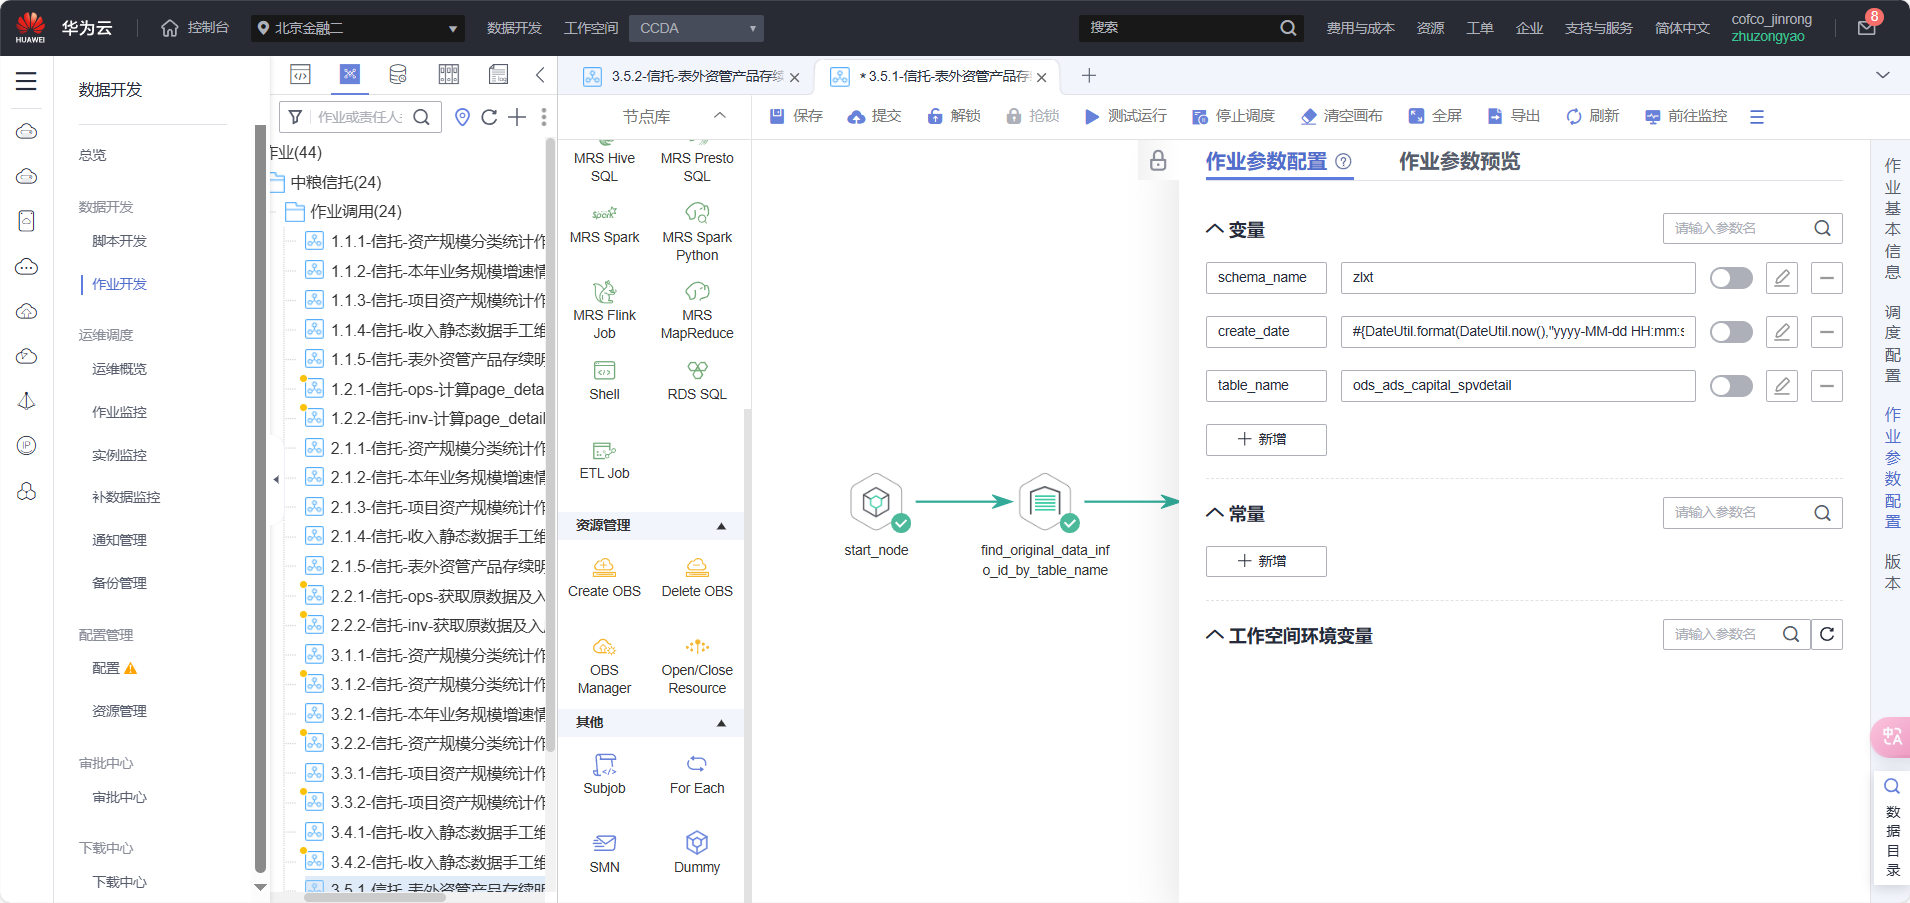 HUAWEI
华为云
控制台
北京金融二
数据开发
工作空间
CCDA
搜索
费用与成本
资源
工单
企业
支持与服务
简体中文
cofco_jinrong
zhuzongyao
8
数据开发
总览
数据开发
脚本开发
作业开发
运维调度
运维概览
作业监控
实例监控
补数据监控
通知管理
备份管理
配置管理
配置
资源管理
审批中心
审批中心
下载中心
下载中心
IP
log
作业或责任人
作业(44)
中粮信托(24)
作业调用(24)
1.1.1-信托-资产规模分类统计作
1.1.2-信托-本年业务规模增速情
1.1.3-信托-项目资产规模统计作
1.1.4-信托-收入静态数据手工维
1.1.5-信托-表外资管产品存续明
1.2.1-信托-ops-计算page_deta
1.2.2-信托-inv-计算page_detail
2.1.1-信托-资产规模分类统计作
2.1.2-信托-本年业务规模增速情
2.1.3-信托-项目资产规模统计作
2.1.4-信托-收入静态数据手工维
2.1.5-信托-表外资管产品存续明
2.2.1-信托-ops-获取原数据及入
2.2.2-信托-inv-获取原数据及入
3.1.1-信托-资产规模分类统计作
3.1.2-信托-资产规模分类统计作
3.2.1-信托-本年业务规模增速情
3.2.2-信托-资产规模分类统计作
3.3.1-信托-项目资产规模统计作
3.3.2-信托-项目资产规模统计作
3.4.1-信托-收入静态数据手工维
3.4.2-信托-收入静态数据手工维
3.5.1-信托-表外资管产品存续明
3.5.2-信托-表外资管产品存续
* 3.5.1-信托-表外资管产品存
节点库
保存
提交
解锁
抢锁
测试运行
停止调度
清空画布
全屏
导出
刷新
前往监控
MRS Hive SQL
MRS Presto SQL
Spark
MRS Spark
MRS Spark Python
MRS Flink Job
MRS MapReduce
Shell
RDS SQL
ETL Job
资源管理
Create OBS
Delete OBS
OBS Manager
Open/Close Resource
其他
Subjob
For Each
SMN
Dummy
start_node
find_original_data_inf
o_id_by_table_name
作业参数配置
作业参数预览
变量
请输入参数名
schema_name
zlxt
create_date
#{DateUtil.format(DateUtil.now(),"yyyy-MM-dd HH:mm:s
table_name
ods_ads_capital_spvdetail
新增
常量
请输入参数名
新增
工作空间环境变量
请输入参数名
作业基本信息
调度配置
作业参数配置
版本
中A
数据目录